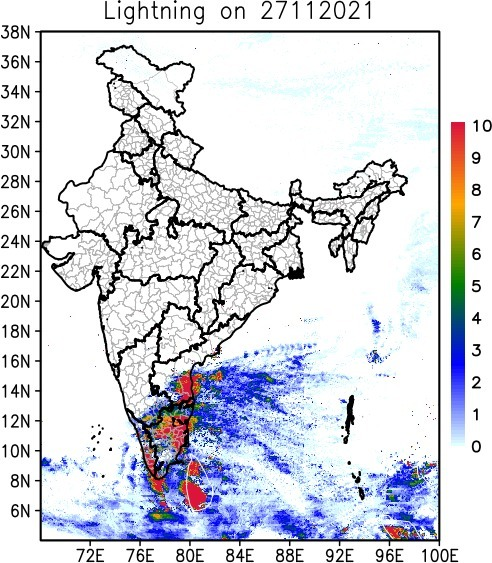 Lightning on 27112021
38N
36N
34N
32N
30N
28N
26N
24N
22N
20N
18N
16N
14N
12N
10N
8N
6N
72E 76E 80E 84E 88E 92E 96E 100E
10
9
8
7
6
5
4
3
2
1
0